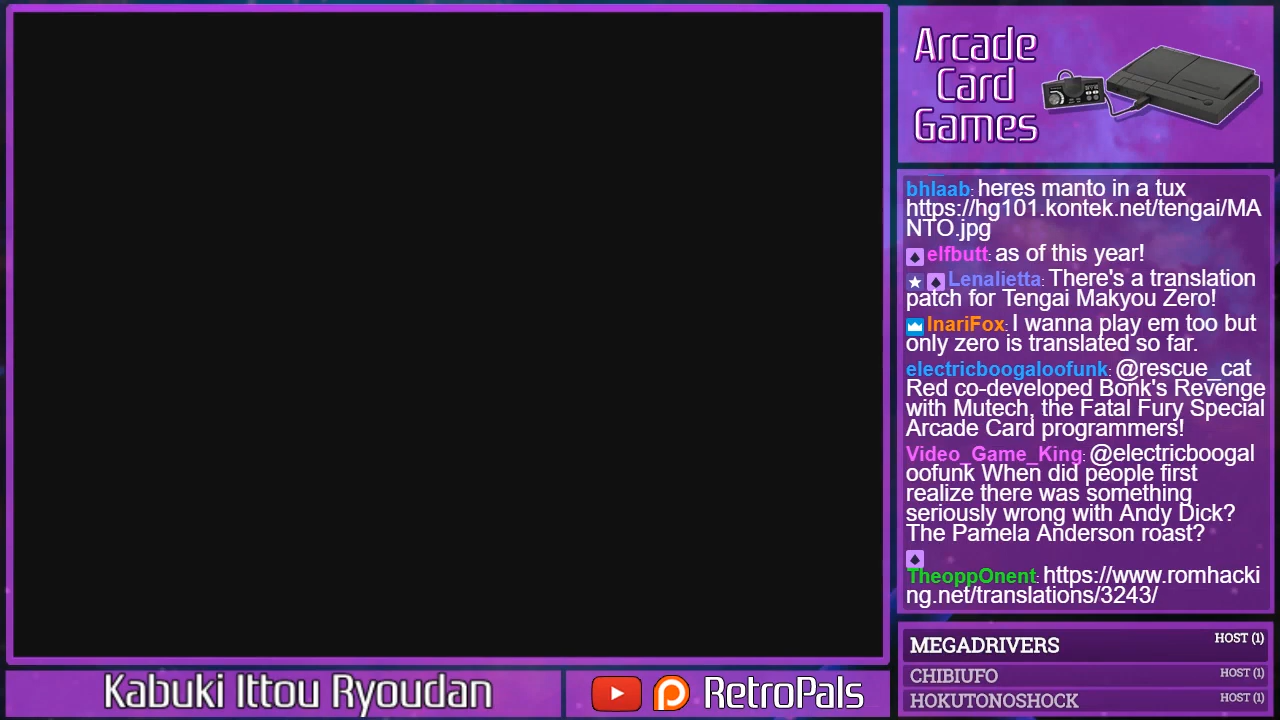 Arcade
Card
Games
bhlaab: heres manto in a tux
https://hg101.kontek.net/tengai/MA
NTO.jpg
elfbutt: as of this year!
Lenalietta: There's a translation
patch for Tengai Makyou Zero!
InariFox: I wanna play em too but
only zero is translated so far.
electricboogaloofunk: @rescue_cat
Red co-developed Bonk's Revenge
with Mutech, the Fatal Fury Special
Arcade Card programmers!
Video_Game_King: @electricboogal
oofunk When did people first
realize there was something
seriously wrong with Andy Dick?
The Pamela Anderson roast?
TheoppOnent: https://www.romhacki
ng.net/translations/3243/
MEGADRIVERS HOST (1)
CHIBIUFO HOST (1)
HOKUTONOSHOCK HOST (1)
Kabuki Ittou Ryoudan
RetroPals